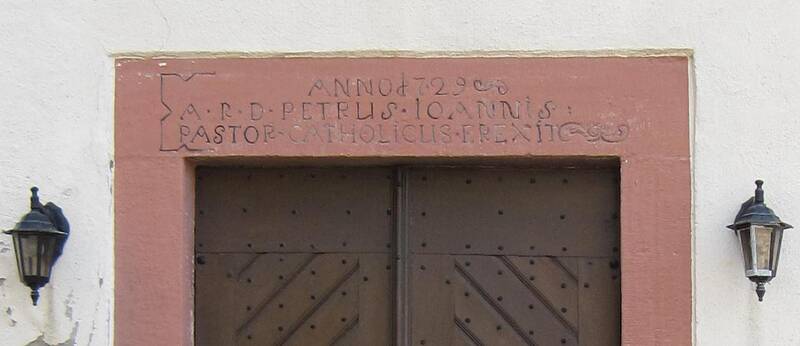 ANNO 1729
A·R·D·PETRUS·IOANNIS:
PASTOR·CATHOLICUS·EREXIT